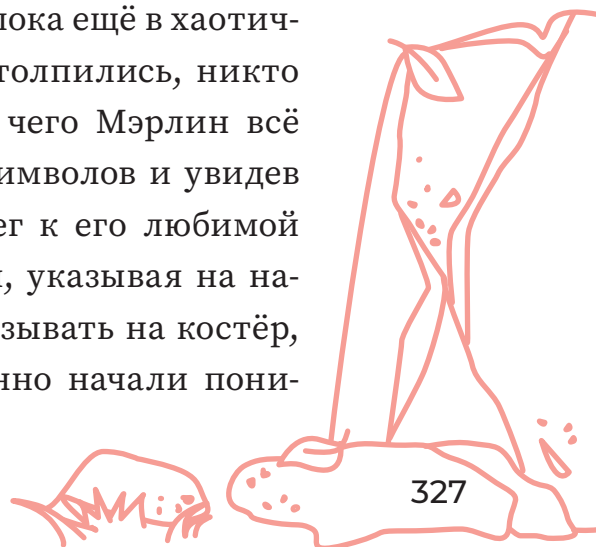 пока ещё в хаотич-
толпились, никто
чего Мэрлин всё
имволов и увидев
ег к его любимой
, указывая на на-
зывать на костёр,
нно начали пони-
327